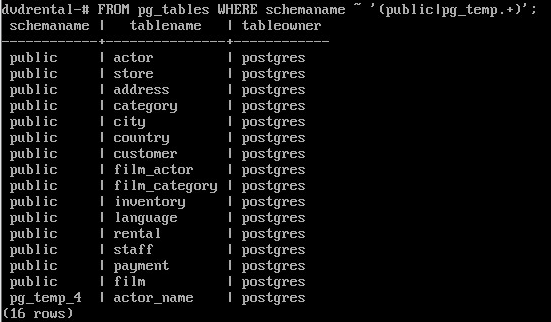 dvdrental-# FROM pg_tables WHERE schemaname ~ '(public|pg_temp.+)';
 schemaname | tablename | tableowner
------------+---------------+------------
 public | actor | postgres
 public | store | postgres
 public | address | postgres
 public | category | postgres
 public | city | postgres
 public | country | postgres
 public | customer | postgres
 public | film_actor | postgres
 public | film_category | postgres
 public | inventory | postgres
 public | language | postgres
 public | rental | postgres
 public | staff | postgres
 public | payment | postgres
 public | film | postgres
 pg_temp_4 | actor_name | postgres
(16 rows)